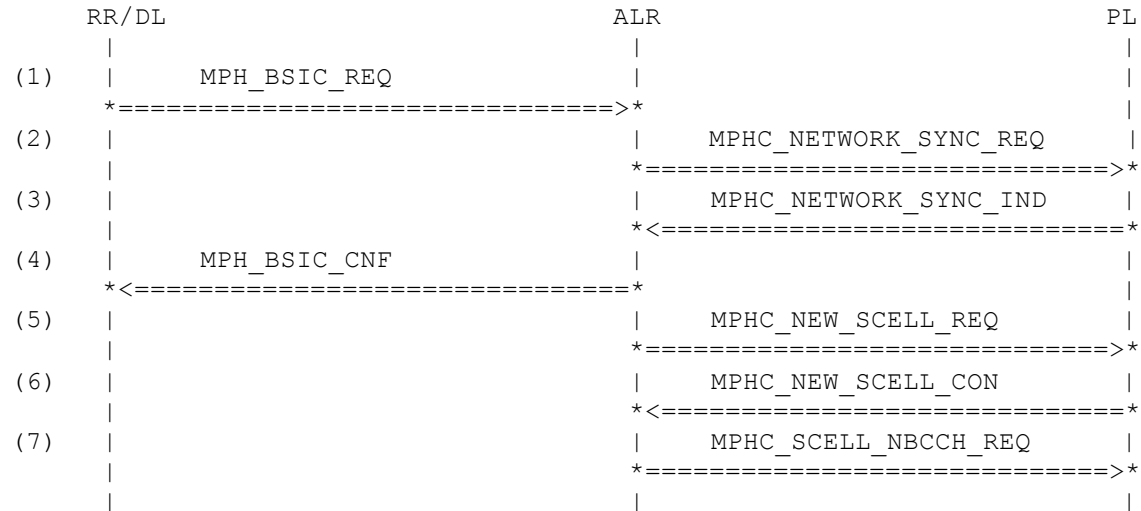 RR/DL ALR PL
(1) MPH_BSIC_REQ
(2) MPHC_NETWORK_SYNC_REQ
(3) MPHC_NETWORK_SYNC_IND
(4) MPH_BSIC_CNF
(5) MPHC_NEW_SCELL_REQ
(6) MPHC_NEW_SCELL_CON
(7) MPHC_SCELL_NBCCH_REQ